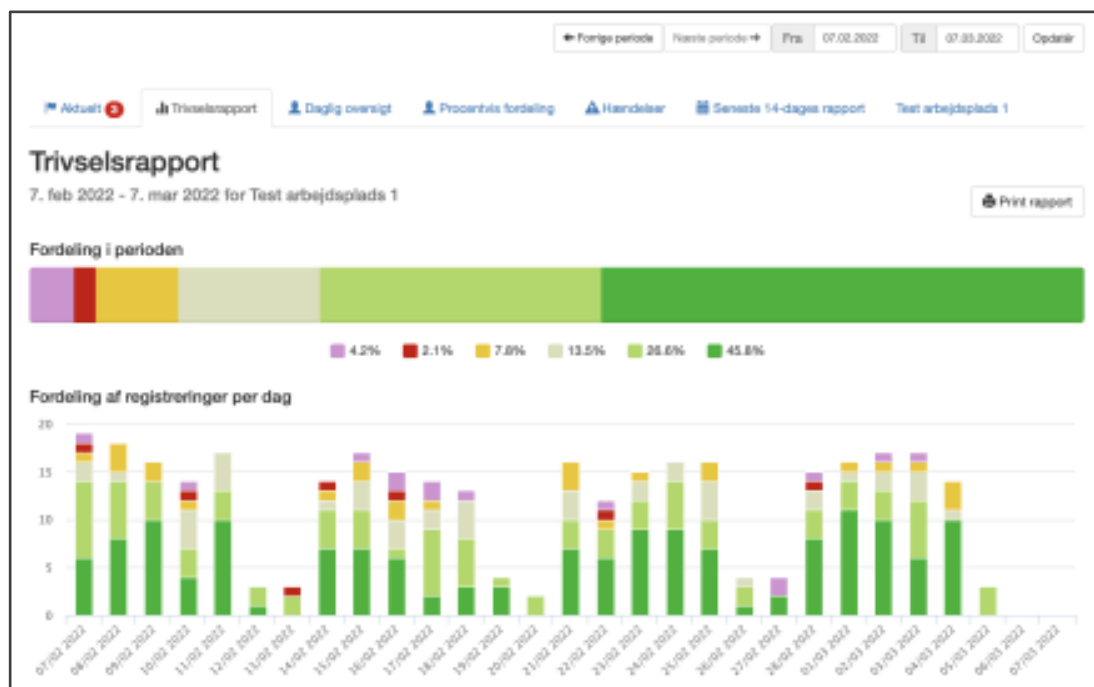 Forrige periode Næste periode Fra 07.02.2022 Til 07.03.2022 Opdatér
Aktuelt 3 Trivselsrapport Daglig oversigt Procentvis fordeling Hændelser Seneste 14-dages rapport Test arbejdsplads 1
Trivselsrapport
7. feb 2022 - 7. mar 2022 for Test arbejdsplads 1
Print rapport
Fordeling i perioden
4.2% 2.1% 7.8% 13.5% 26.6% 45.8%
Fordeling af registreringer per dag
20
15
10
5
0
07/02 2022 08/02 2022 09/02 2022 10/02 2022 11/02 2022 12/02 2022 13/02 2022 14/02 2022 15/02 2022 16/02 2022 17/02 2022 18/02 2022 19/02 2022 20/02 2022 21/02 2022 22/02 2022 23/02 2022 24/02 2022 25/02 2022 26/02 2022 27/02 2022 28/02 2022 01/03 2022 02/03 2022 03/03 2022 04/03 2022 05/03 2022 06/03 2022 07/03 2022